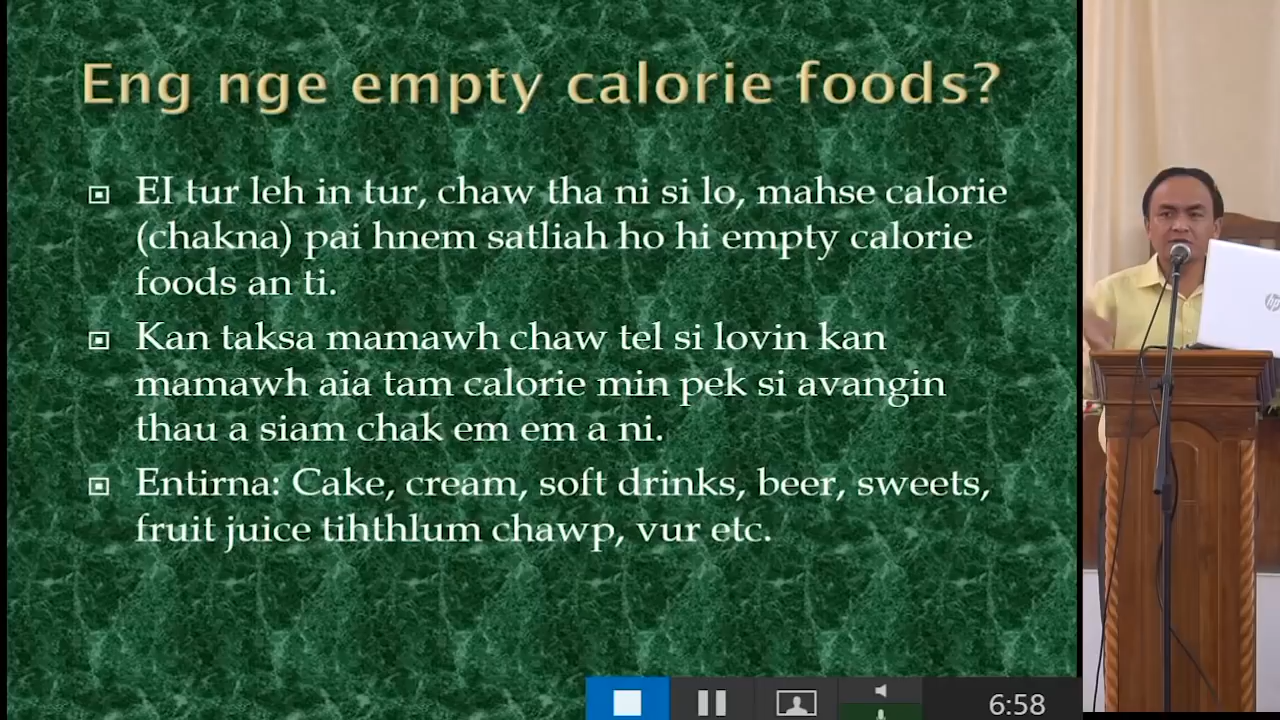 Eng nge empty calorie foods?
EI tur leh in tur, chaw tha ni si lo, mahse calorie
(chakna) pai hnem satliah ho hi empty calorie
foods an ti.
Kan taksa mamawh chaw tel si lovin kan
mamawh aia tam calorie min pek si avangin
thau a siam chak em em a ni.
Entirna: Cake, cream, soft drinks, beer, sweets,
fruit juice tihthlum chawp, vur etc.
hp
6:58